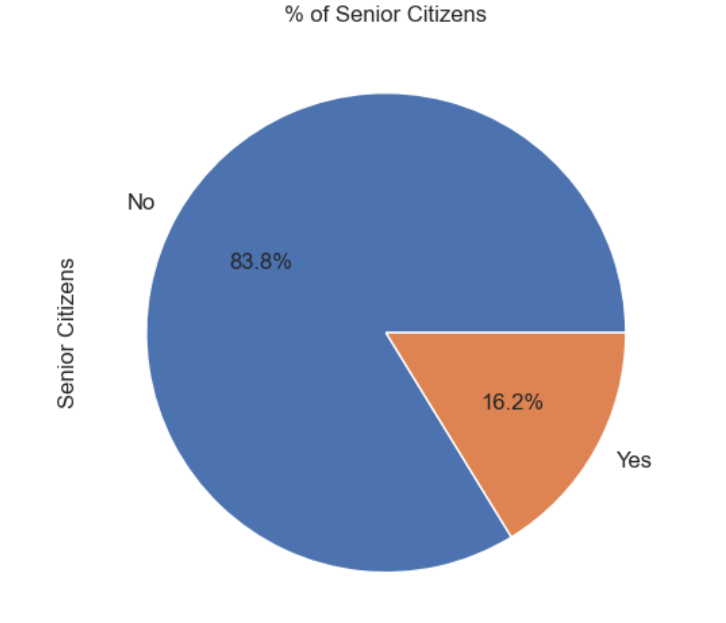 % of Senior Citizens
No
83.8%
Senior Citizens
16.2%
Yes